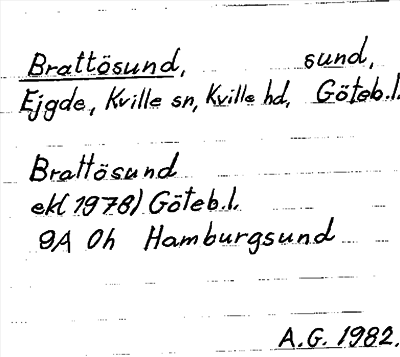 Brattösund, sund,
Ejgde, Kville sn, Kville hd, Göteb.l.
Brattösund
ek(1978) Göteb.l.
9A 0h Hamburgsund
A.G. 1982.